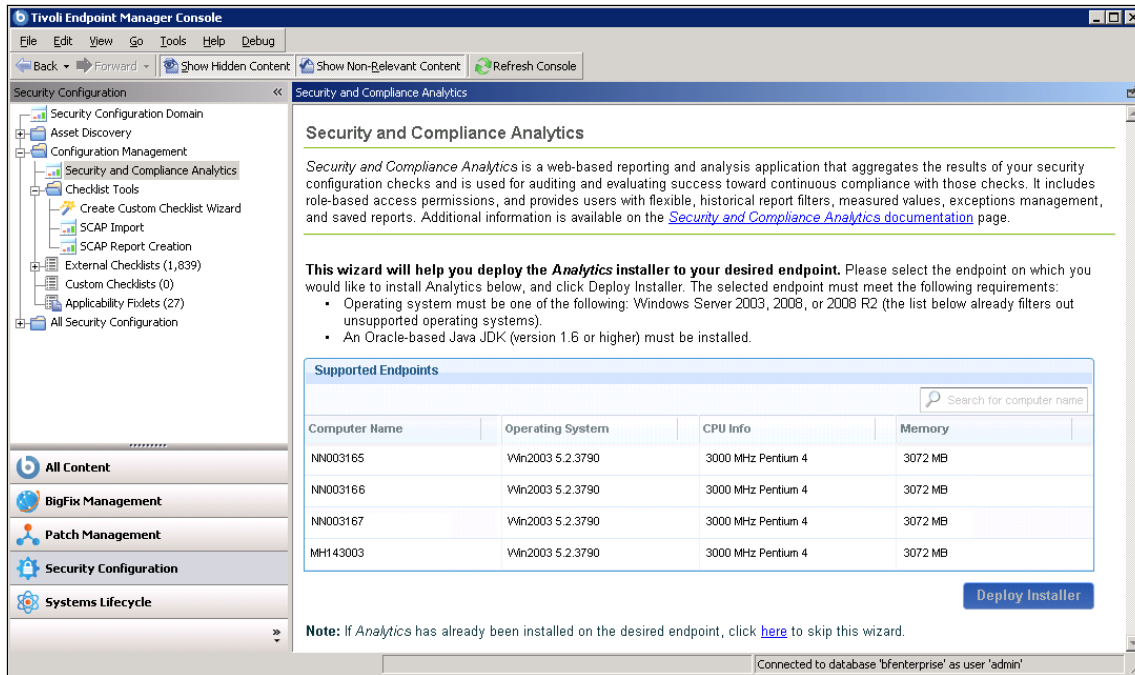 Tivoli Endpoint Manager Console
File Edit View Go Tools Help Debug
Back Forward Show Hidden Content Show Non-Relevant Content Refresh Console
Security Configuration «
Security Configuration Domain
Asset Discovery
Configuration Management
Security and Compliance Analytics
Checklist Tools
Create Custom Checklist Wizard
SCAP Import
SCAP Report Creation
External Checklists (1,839)
Custom Checklists (0)
Applicability Fixlets (27)
All Security Configuration
All Content
BigFix Management
Patch Management
Security Configuration
Systems Lifecycle
»
Security and Compliance Analytics
Security and Compliance Analytics
Security and Compliance Analytics is a web-based reporting and analysis application that aggregates the results of your security
configuration checks and is used for auditing and evaluating success toward continuous compliance with those checks. It includes
role-based access permissions, and provides users with flexible, historical report filters, measured values, exceptions management,
and saved reports. Additional information is available on the Security and Compliance Analytics documentation page.
This wizard will help you deploy the Analytics installer to your desired endpoint. Please select the endpoint on which you
would like to install Analytics below, and click Deploy Installer. The selected endpoint must meet the following requirements:
• Operating system must be one of the following: Windows Server 2003, 2008, or 2008 R2 (the list below already filters out
unsupported operating systems).
• An Oracle-based Java JDK (version 1.6 or higher) must be installed.
Supported Endpoints
Search for computer name
Computer Name Operating System CPU Info Memory
NN003165 Win2003 5.2.3790 3000 MHz Pentium 4 3072 MB
NN003166 Win2003 5.2.3790 3000 MHz Pentium 4 3072 MB
NN003167 Win2003 5.2.3790 3000 MHz Pentium 4 3072 MB
MH143003 Win2003 5.2.3790 3000 MHz Pentium 4 3072 MB
Deploy Installer
Note: If Analytics has already been installed on the desired endpoint, click here to skip this wizard.
Connected to database 'bfenterprise' as user 'admin'